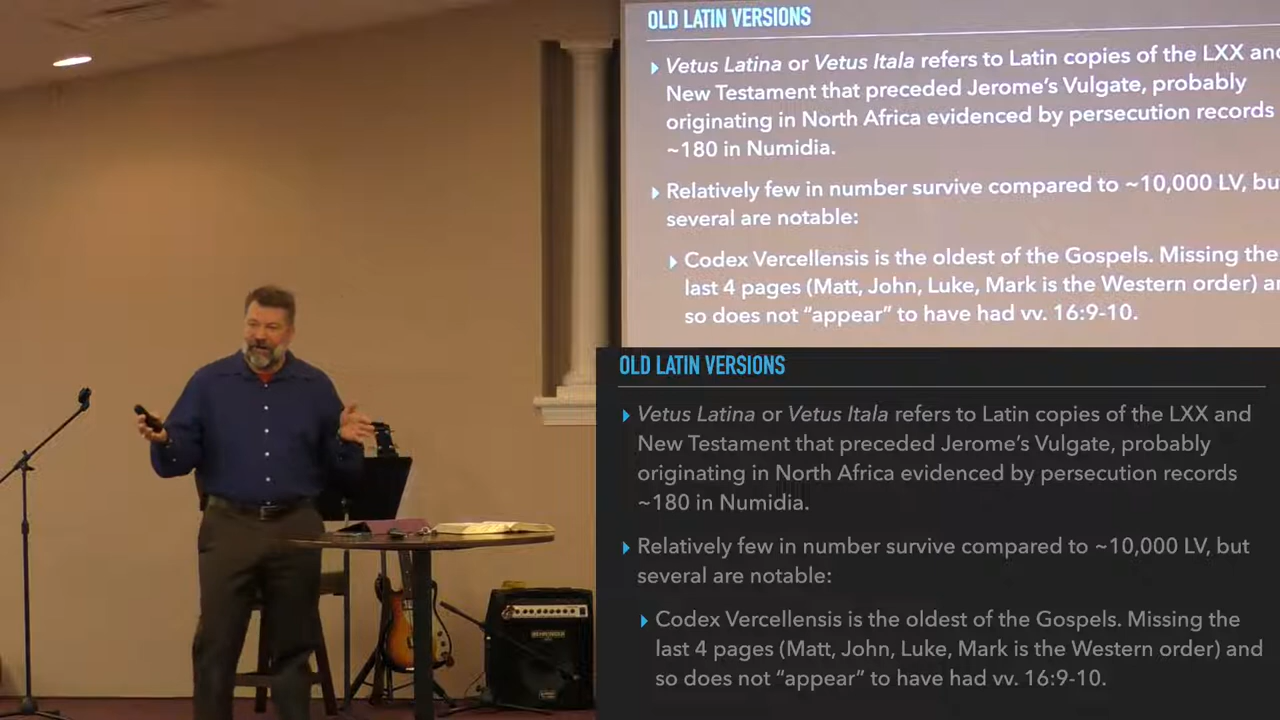 OLD LATIN VERSIONS
Vetus Latina or Vetus Itala refers to Latin copies of the LXX and
New Testament that preceded Jerome's Vulgate, probably
originating in North Africa evidenced by persecution records
~180 in Numidia.
Relatively few in number survive compared to ~10,000 LV, bu
several are notable:
Codex Vercellensis is the oldest of the Gospels. Missing the
last 4 pages (Matt, John, Luke, Mark is the Western order) an
so does not "appear" to have had vv. 16:9-10.
OLD LATIN VERSIONS
Vetus Latina or Vetus Itala refers to Latin copies of the LXX and
New Testament that preceded Jerome's Vulgate, probably
originating in North Africa evidenced by persecution records
~180 in Numidia.
Relatively few in number survive compared to ~10,000 LV, but
several are notable:
Codex Vercellensis is the oldest of the Gospels. Missing the
last 4 pages (Matt, John, Luke, Mark is the Western order) and
so does not "appear" to have had vv. 16:9-10.
BEHRINGER